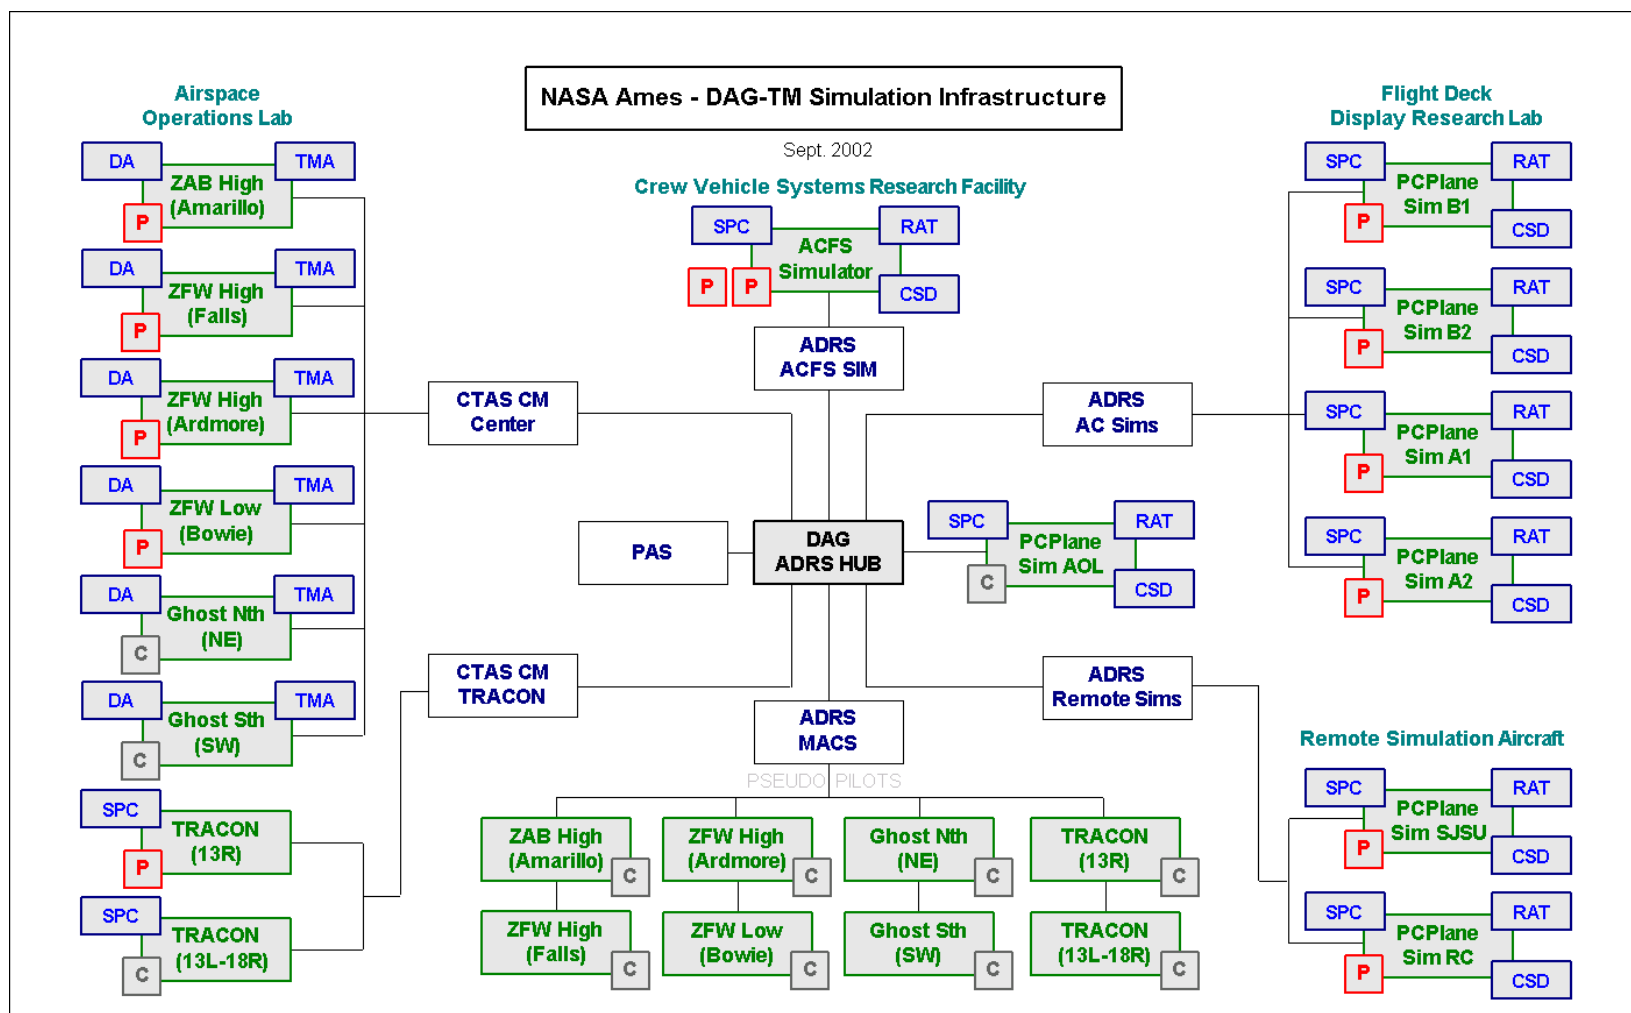 NASA Ames - DAG-TM Simulation Infrastructure
Sept. 2002
Airspace
Operations Lab
DA
TMA
ZAB High
(Amarillo)
P
DA
TMA
ZFW High
(Falls)
P
DA
TMA
ZFW High
(Ardmore)
P
DA
TMA
ZFW Low
(Bowie)
P
DA
TMA
Ghost Nth
(NE)
C
DA
TMA
Ghost Sth
(SW)
C
SPC
TRACON
(13R)
P
SPC
TRACON
(13L-18R)
C
Crew Vehicle Systems Research Facility
SPC
RAT
ACFS
Simulator
P
P
CSD
ADRS
ACFS SIM
CTAS CM
Center
ADRS
AC Sims
PAS
DAG
ADRS HUB
SPC
RAT
PCPlane
Sim AOL
C
CSD
CTAS CM
TRACON
ADRS
MACS
ADRS
Remote Sims
PSEUDO PILOTS
ZAB High
(Amarillo)
C
ZFW High
(Ardmore)
C
Ghost Nth
(NE)
C
TRACON
(13R)
C
ZFW High
(Falls)
C
ZFW Low
(Bowie)
C
Ghost Sth
(SW)
C
TRACON
(13L-18R)
C
Flight Deck
Display Research Lab
SPC
RAT
PCPlane
Sim B1
P
CSD
SPC
RAT
PCPlane
Sim B2
P
CSD
SPC
RAT
PCPlane
Sim A1
P
CSD
SPC
RAT
PCPlane
Sim A2
P
CSD
Remote Simulation Aircraft
SPC
RAT
PCPlane
Sim SJSU
P
CSD
SPC
RAT
PCPlane
Sim RC
P
CSD